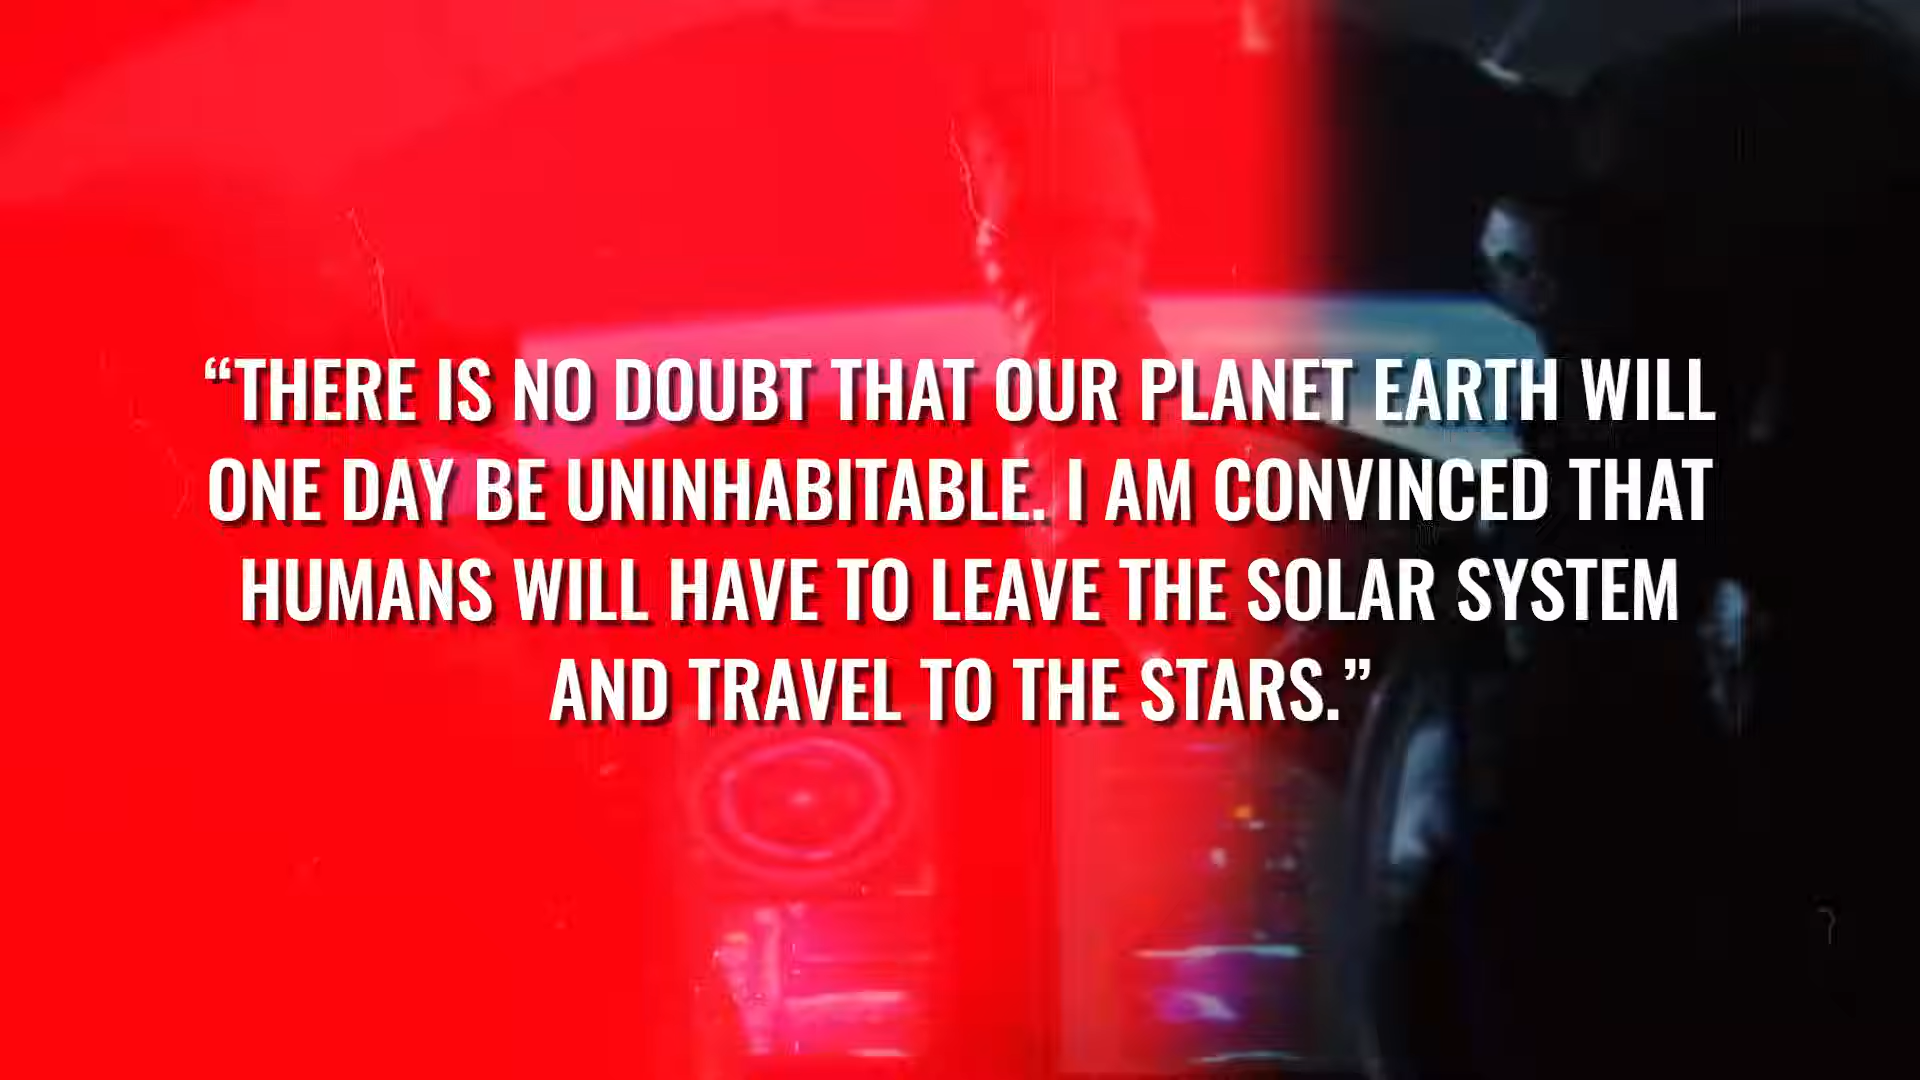 “THERE IS NO DOUBT THAT OUR PLANET EARTH WILL
ONE DAY BE UNINHABITABLE. I AM CONVINCED THAT
HUMANS WILL HAVE TO LEAVE THE SOLAR SYSTEM
AND TRAVEL TO THE STARS.”